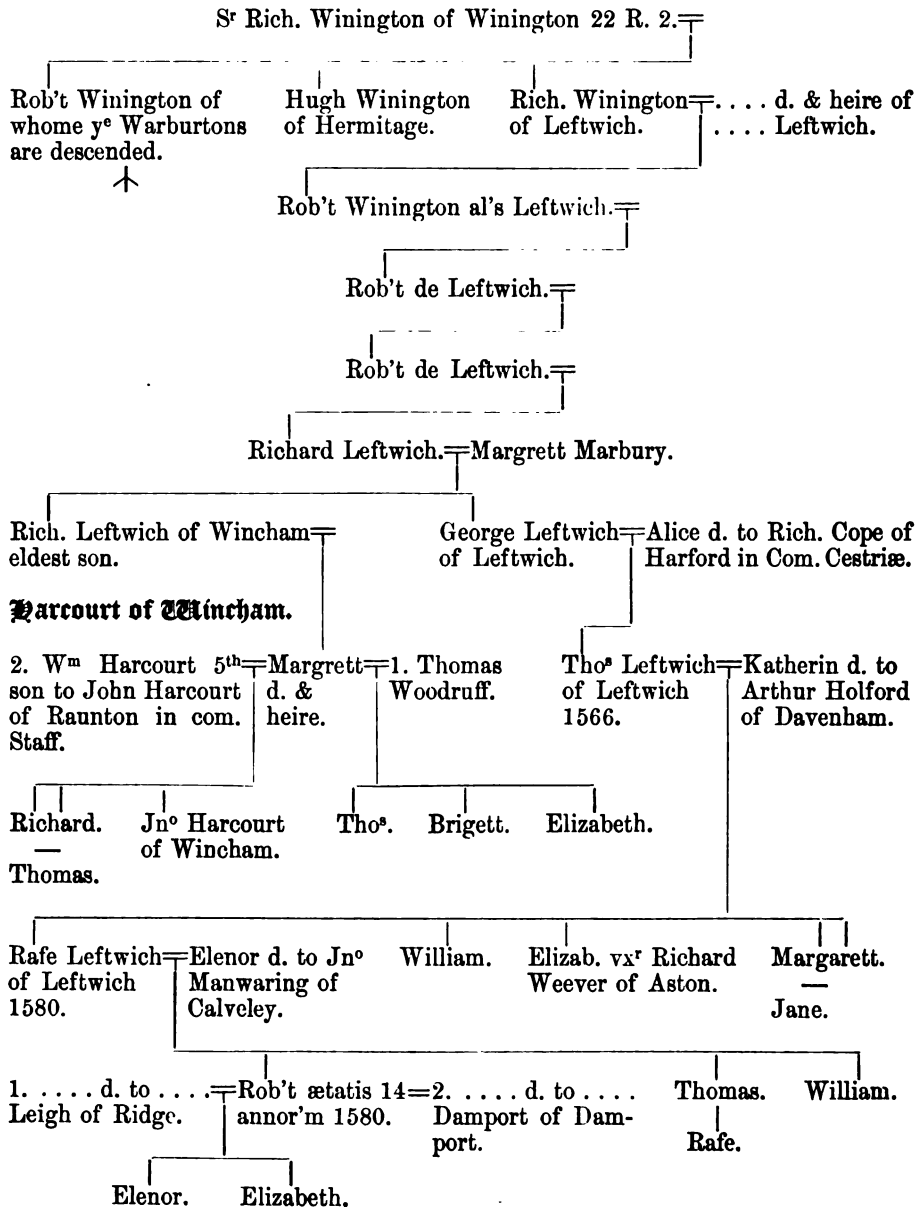 Sʳ Rich. Winington of Winington 22 R. 2.
Rob't Winington of
whome yᵉ Warburtons
are descended.
Hugh Winington
of Hermitage.
Rich. Winington
of Leftwich.
. . . . d. & heire of
. . . . Leftwich.
Rob't Winington al's Leftwich.
Rob't de Leftwich.
Rob't de Leftwich.
Richard Leftwich.=Margrett Marbury.
Rich. Leftwich of Wincham
eldest son.
George Leftwich
of Leftwich.
Alice d. to Rich. Cope of
Harford in Com. Cestriæ.
Harcourt of Wincham.
2. Wᵐ Harcourt 5ᵗʰ
son to John Harcourt
of Raunton in com.
Staff.
Margrett
d. &
heire.
1. Thomas
Woodruff.
Thoˢ Leftwich
of Leftwich
1566.
Katherin d. to
Arthur Holford
of Davenham.
Richard.
—
Thomas.
Jnᵒ Harcourt
of Wincham.
Thoˢ.
Brigett.
Elizabeth.
Rafe Leftwich
of Leftwich
1580.
Elenor d. to Jnᵒ
Manwaring of
Calveley.
William.
Elizab. vxʳ Richard
Weever of Aston.
Margarett.
—
Jane.
1. . . . . . d. to . . . .
Leigh of Ridge.
Rob't ætatis 14
annor'm 1580.
2. . . . . . d. to . . . .
Damport of Dam-
port.
Thomas.
Rafe.
William.
Elenor.
Elizabeth.